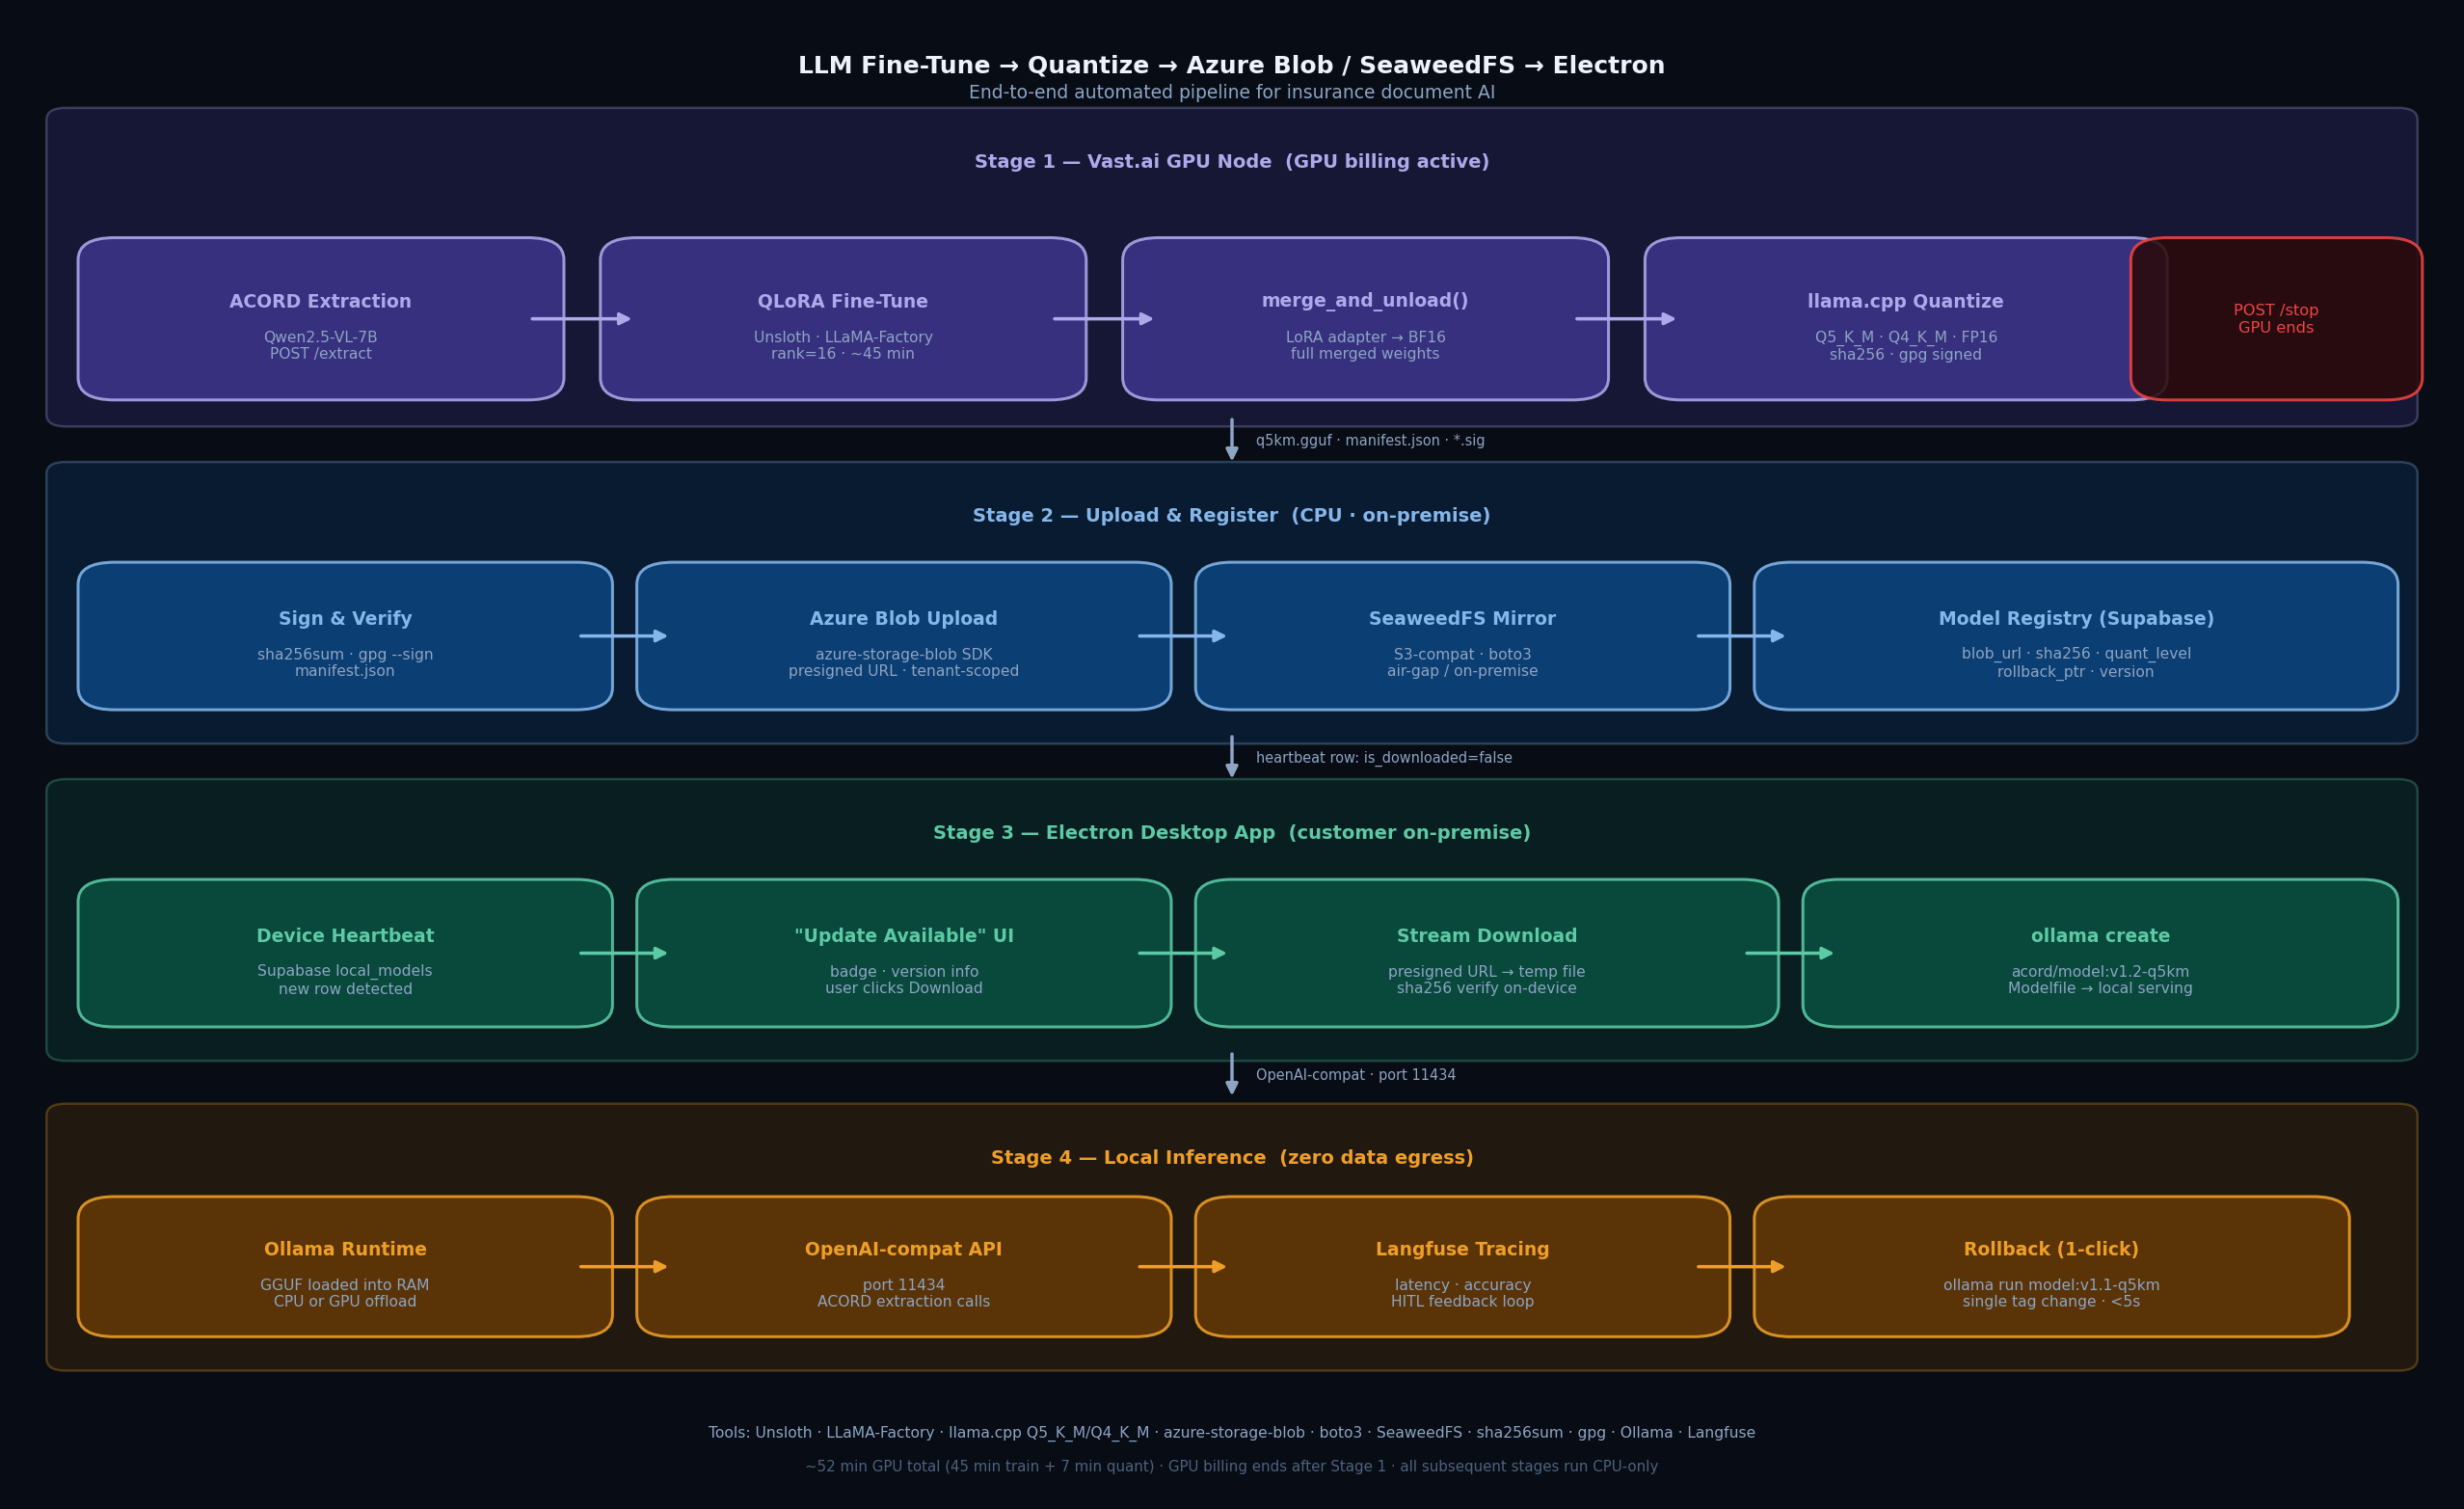 LLM Fine-Tune → Quantize → Azure Blob / SeaweedFS → Electron
End-to-end automated pipeline for insurance document AI
Stage 1 — Vast.ai GPU Node  (GPU billing active)
ACORD Extraction
Qwen2.5-VL-7B
POST /extract
QLoRA Fine-Tune
Unsloth · LLaMA-Factory
rank=16 · ~45 min
merge_and_unload()
LoRA adapter → BF16
full merged weights
llama.cpp Quantize
Q5_K_M · Q4_K_M · FP16
sha256 · gpg signed
POST /stop
GPU ends
q5km.gguf · manifest.json · *.sig
Stage 2 — Upload & Register  (CPU · on-premise)
Sign & Verify
sha256sum · gpg --sign
manifest.json
Azure Blob Upload
azure-storage-blob SDK
presigned URL · tenant-scoped
SeaweedFS Mirror
S3-compat · boto3
air-gap / on-premise
Model Registry (Supabase)
blob_url · sha256 · quant_level
rollback_ptr · version
heartbeat row: is_downloaded=false
Stage 3 — Electron Desktop App  (customer on-premise)
Device Heartbeat
Supabase local_models
new row detected
"Update Available" UI
badge · version info
user clicks Download
Stream Download
presigned URL → temp file
sha256 verify on-device
ollama create
acord/model:v1.2-q5km
Modelfile → local serving
OpenAI-compat · port 11434
Stage 4 — Local Inference  (zero data egress)
Ollama Runtime
GGUF loaded into RAM
CPU or GPU offload
OpenAI-compat API
port 11434
ACORD extraction calls
Langfuse Tracing
latency · accuracy
HITL feedback loop
Rollback (1-click)
ollama run model:v1.1-q5km
single tag change · <5s
Tools: Unsloth · LLaMA-Factory · llama.cpp Q5_K_M/Q4_K_M · azure-storage-blob · boto3 · SeaweedFS · sha256sum · gpg · Ollama · Langfuse
~52 min GPU total (45 min train + 7 min quant) · GPU billing ends after Stage 1 · all subsequent stages run CPU-only